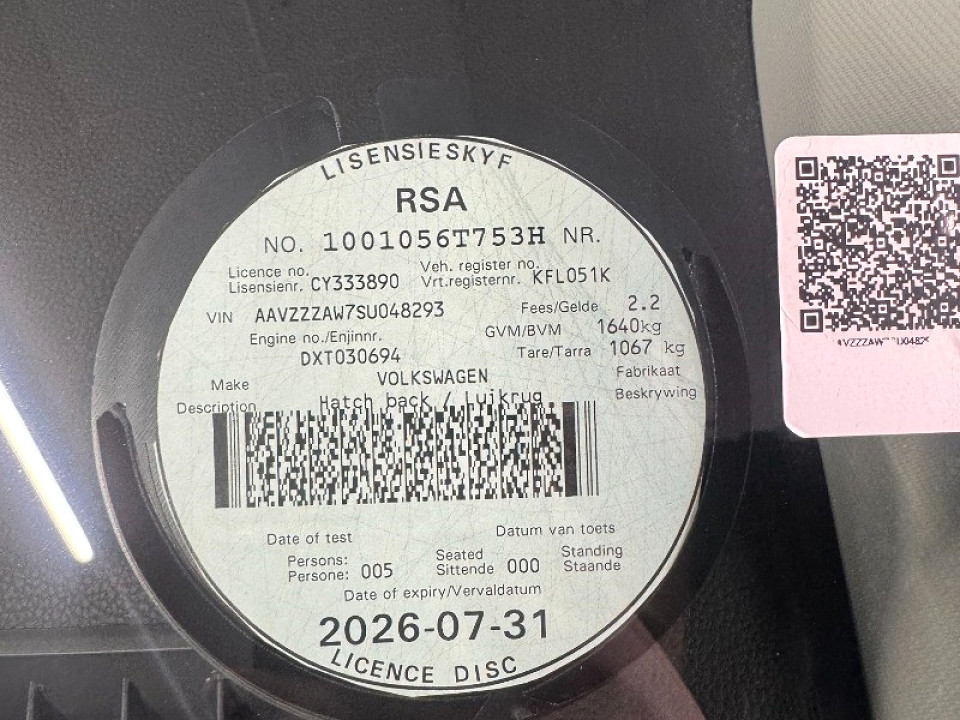 LISENSIESKYF
RSA
NO. 1001056T753H NR.
Licence no. Lisensienr. CY333890 Veh. register no. Vrt.registernr. KFL051K
VIN AAVZZZAW7SU048293 Fees/Gelde 2.2
Engine no./Enjinnr. GVM/BVM 1640kg
DXT030694 Tare/Tarra 1067 kg
Make VOLKSWAGEN Fabrikaat
Description Hatch back / Luikrug Beskrywing
Date of test Datum van toets
Persons: Persone: 005 Seated Sittende 000 Standing Staande
Date of expiry/Vervaldatum
2026-07-31
LICENCE DISC